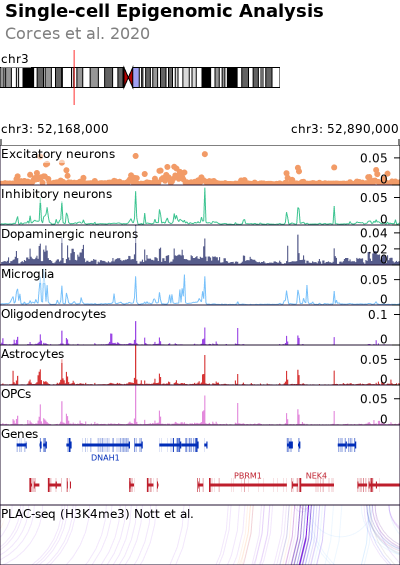 Single-cell Epigenomic Analysis
Corces et al. 2020
chr3
chr3: 52,168,000 chr3: 52,890,000
Excitatory neurons 0.05
0
Inhibitory neurons 0.05
0
Dopaminergic neurons 0.04
0.02
0
Microglia 0.05
0
Oligodendrocytes 0.1
0
Astrocytes 0.05
0
OPCs 0.05
0
Genes
DNAH1
PBRM1 NEK4
PLAC-seq (H3K4me3) Nott et al.